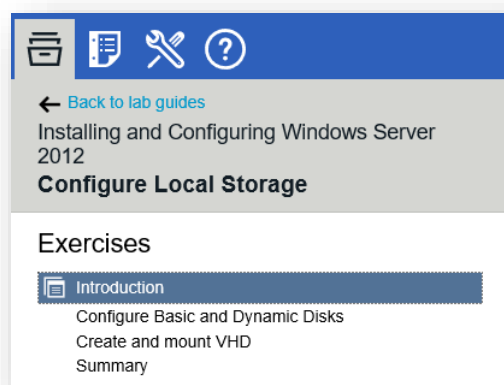 Back to lab guides
Installing and Configuring Windows Server
2012
Configure Local Storage
Exercises
Introduction
Configure Basic and Dynamic Disks
Create and mount VHD
Summary